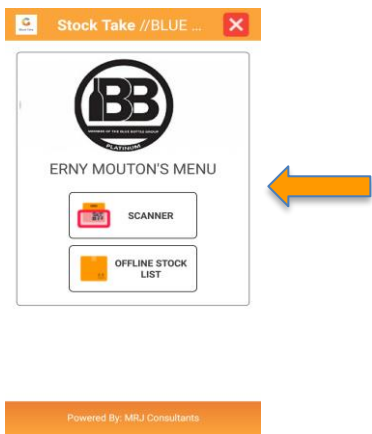 Stock Take //BLUE ...
BB
MEMBER OF THE BLUE BOTTLE GROUP
PLATINUM
ERNY MOUTON'S MENU
SCANNER
OFFLINE STOCK
LIST
Powered By: MRJ Consultants